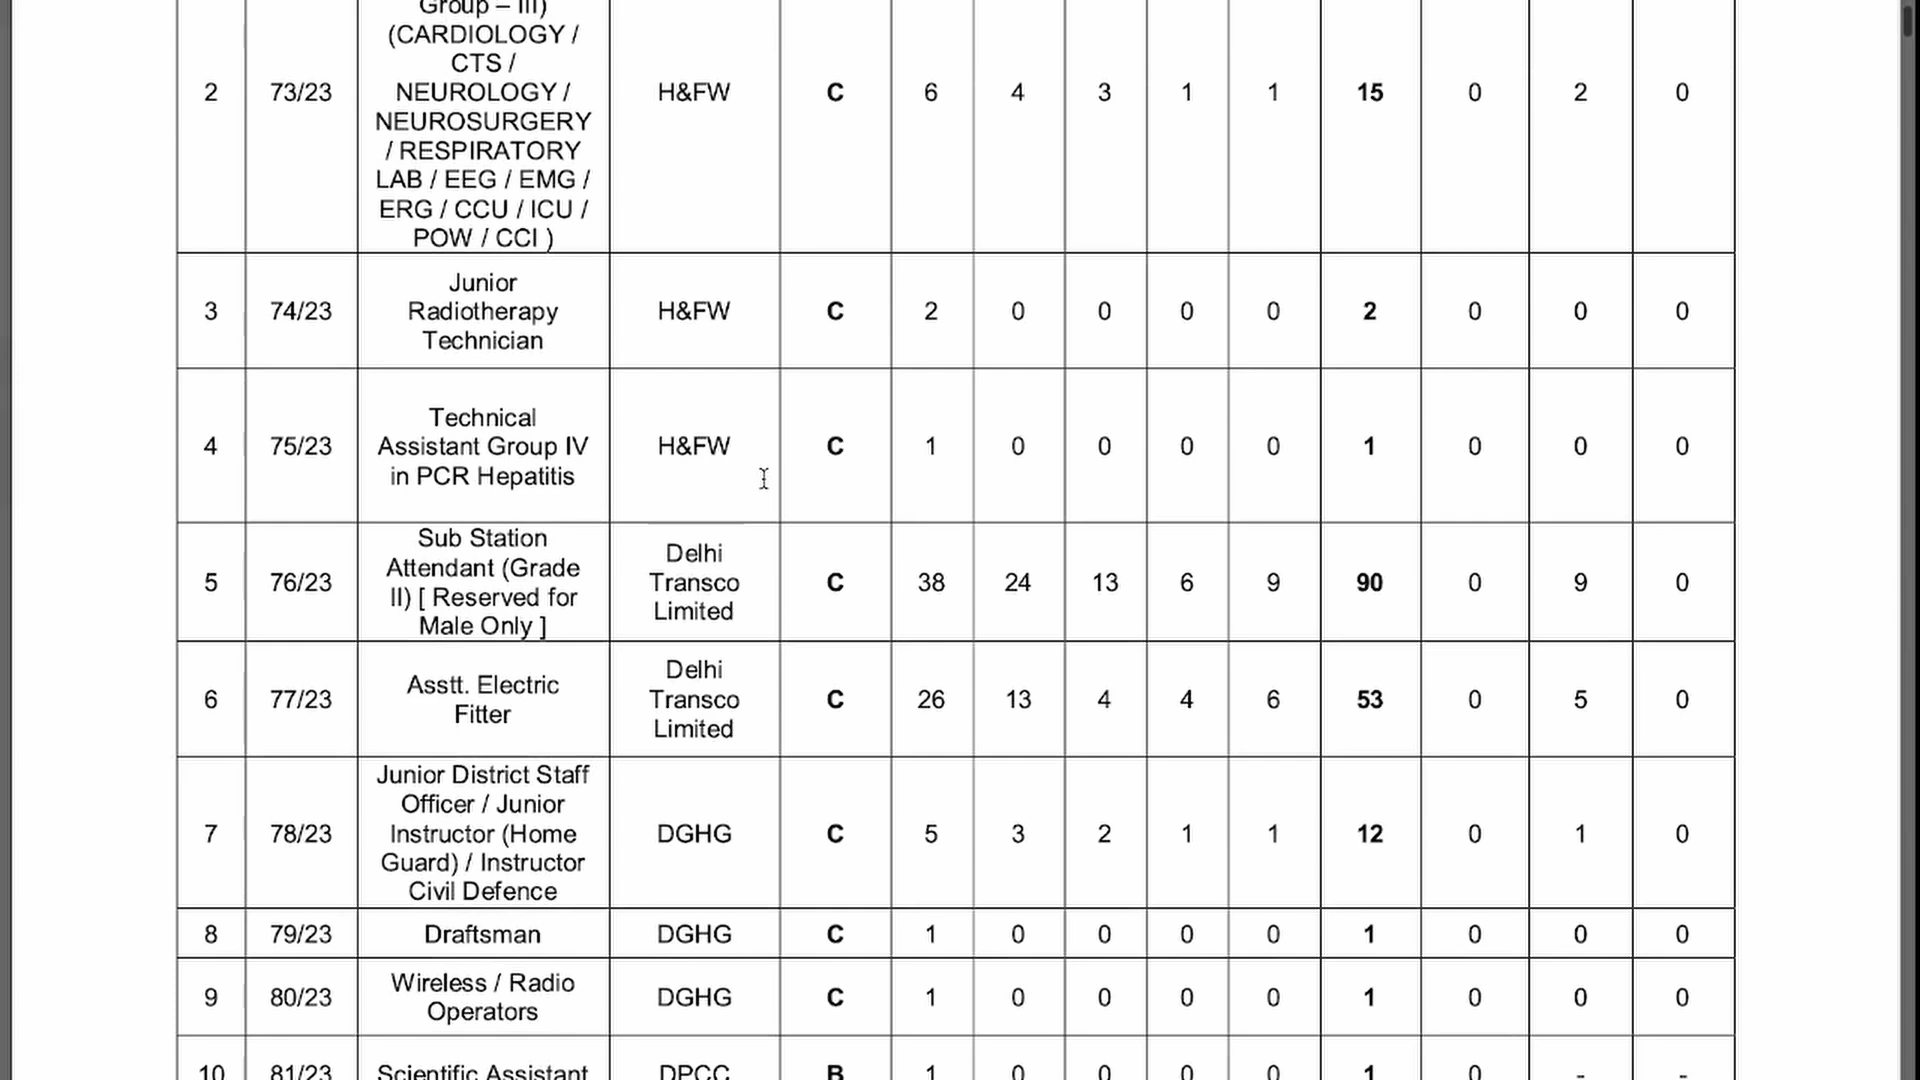 Group – III)
(CARDIOLOGY /
CTS /
NEUROLOGY /
NEUROSURGERY
/ RESPIRATORY
LAB / EEG / EMG /
ERG / CCU / ICU /
POW / CCI )
2 73/23 H&FW C 6 4 3 1 1 15 0 2 0
Junior
Radiotherapy
Technician
3 74/23 H&FW C 2 0 0 0 0 2 0 0 0
Technical
Assistant Group IV
in PCR Hepatitis
4 75/23 H&FW C 1 0 0 0 0 1 0 0 0
Sub Station
Attendant (Grade
II) [ Reserved for
Male Only ]
Delhi
Transco
Limited
5 76/23 C 38 24 13 6 9 90 0 9 0
Asstt. Electric
Fitter
Delhi
Transco
Limited
6 77/23 C 26 13 4 4 6 53 0 5 0
Junior District Staff
Officer / Junior
Instructor (Home
Guard) / Instructor
Civil Defence
7 78/23 DGHG C 5 3 2 1 1 12 0 1 0
8 79/23 Draftsman DGHG C 1 0 0 0 0 1 0 0 0
Wireless / Radio
Operators
9 80/23 DGHG C 1 0 0 0 0 1 0 0 0
10 81/23 Scientific Assistant DPCC B 1 0 0 0 0 1 0 - -